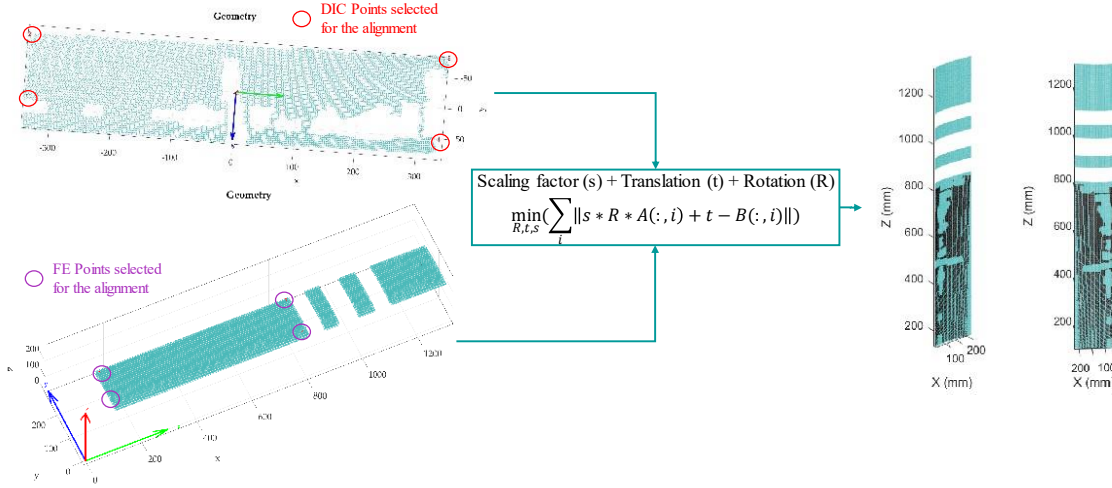 Geometry
DIC Points selected
for the alignment
-50
0
50
-300
-200
-100
0
100
200
300
x
Geometry
Scaling factor (s) + Translation (t) + Rotation (R)
min(∑‖s ∗ R ∗ A(:, i) + t − B(:, i)‖)
R,t,s i
FE Points selected
for the alignment
200
100
0
200
100
0
y
0
200
400
600
800
1000
1200
x
1200
1000
800
600
400
200
Z (mm)
100 200
X (mm)
1200
1000
800
600
400
200
Z (mm)
200 100
X (mm)